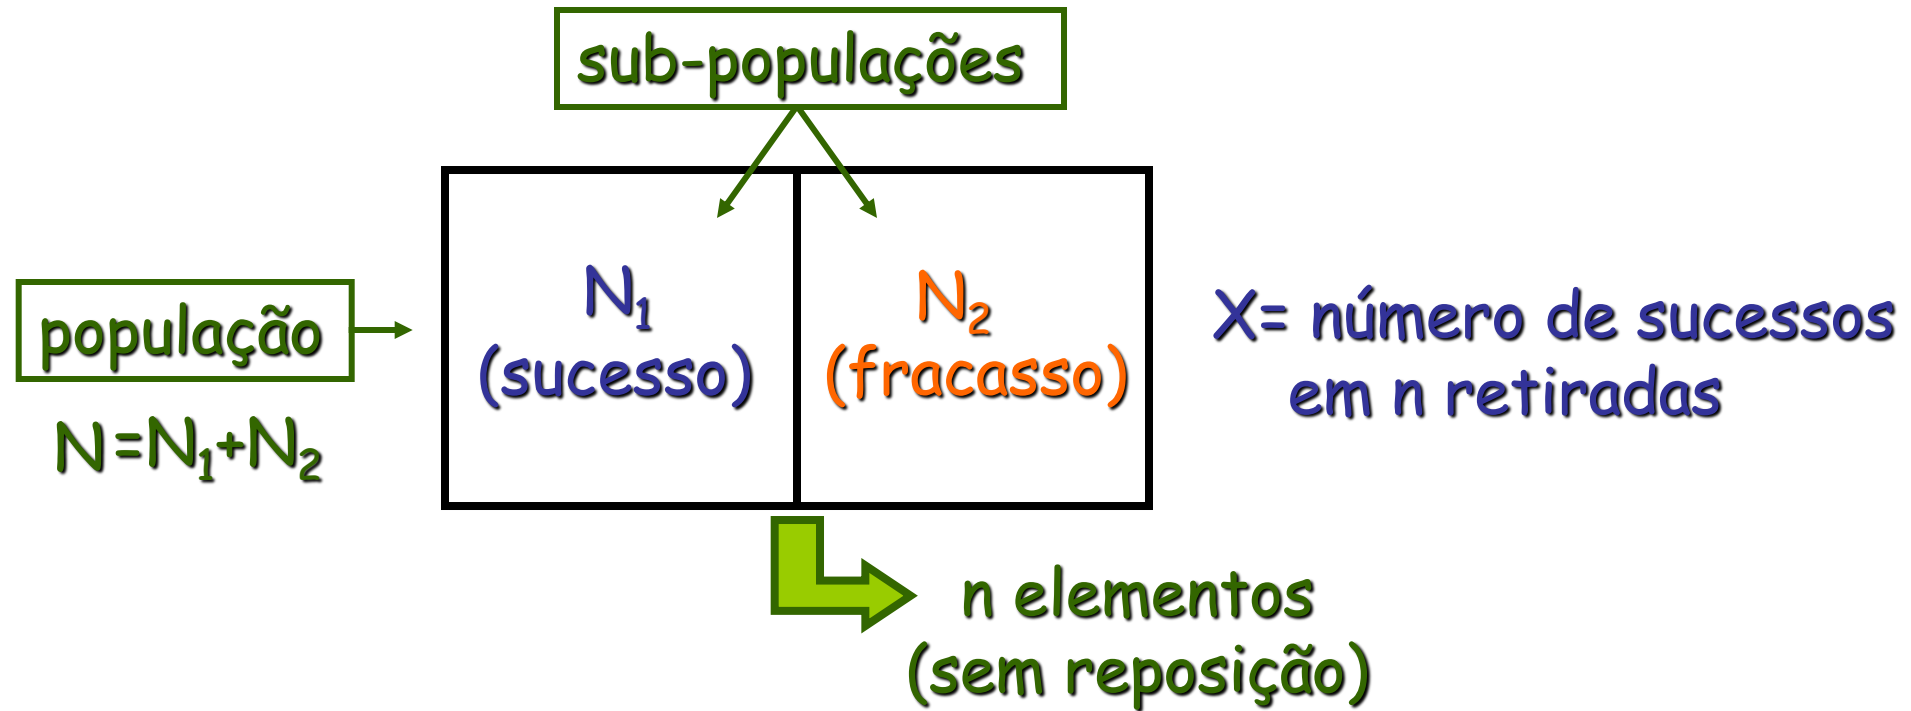 sub-populações
população
N=N₁+N₂
N₁
(sucesso)
N₂
(fracasso)
X= número de sucessos
em n retiradas
n elementos
(sem reposição)